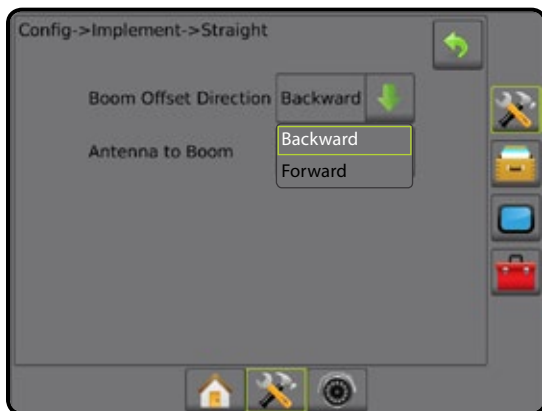 Config->Implement->Straight
Boom Offset Direction Backward
Backward
Antenna to Boom
Forward